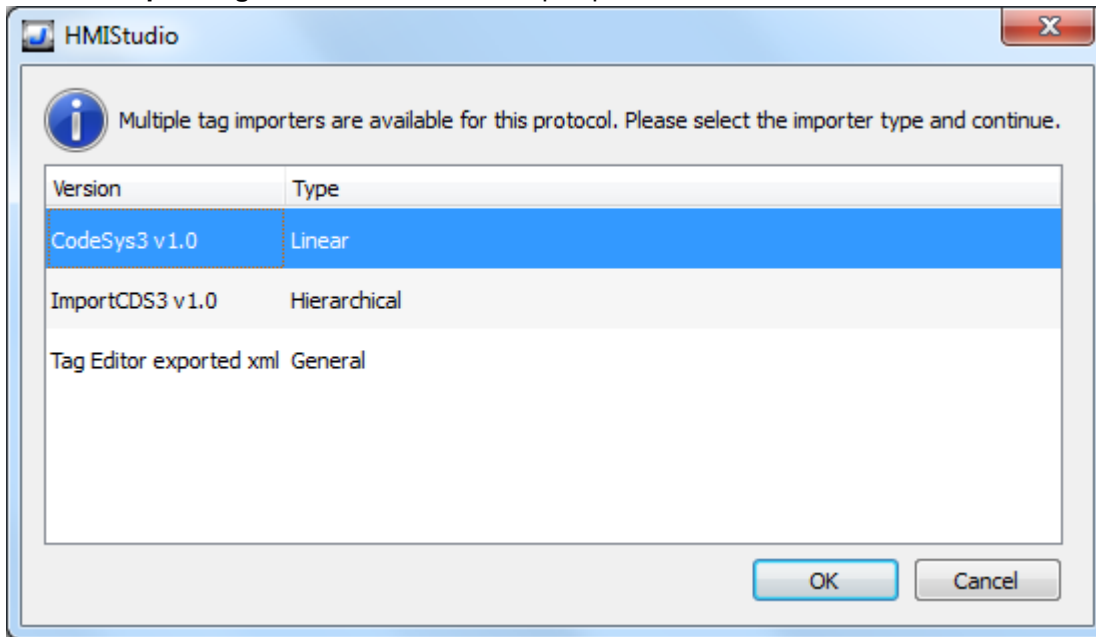 HMIStudio
Multiple tag importers are available for this protocol. Please select the importer type and continue.
Version Type
CodeSys3 v1.0 Linear
ImportCDS3 v1.0 Hierarchical
Tag Editor exported xml General
OK Cancel